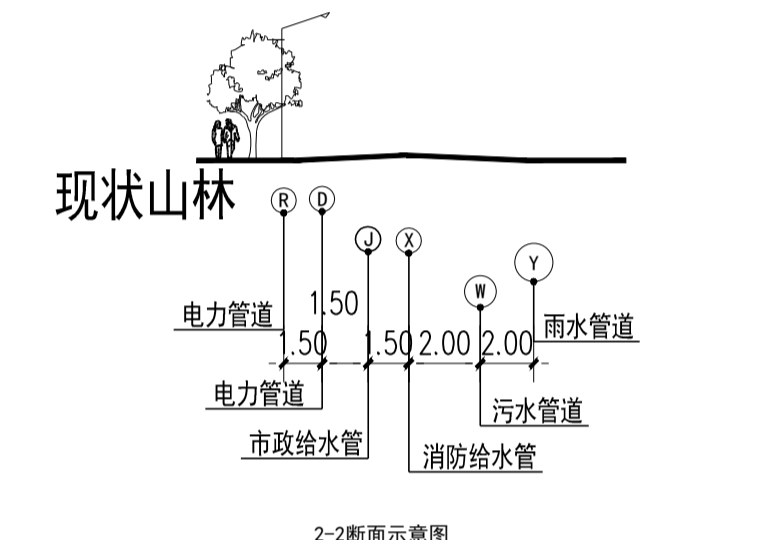 现状山林
R
D
J
X
W
Y
电力管道
1.50
1.50
1.50
2.00
2.00
雨水管道
电力管道
污水管道
市政给水管
消防给水管
2-2断面示意图